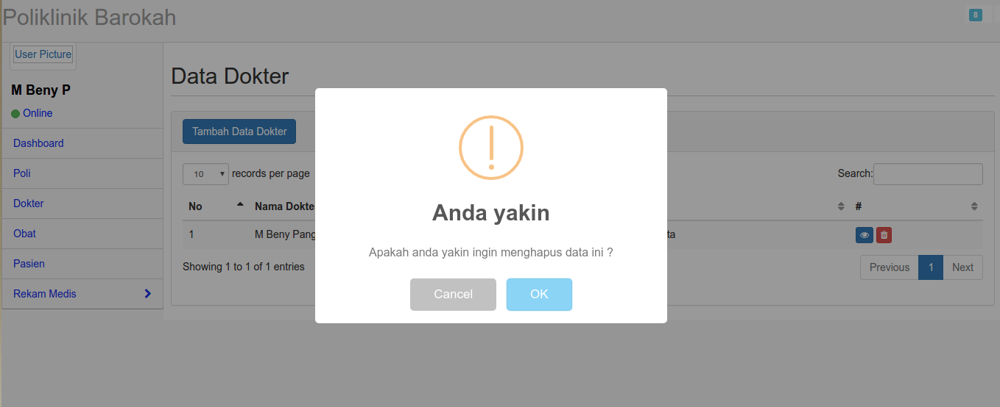 Poliklinik Barokah
8
User Picture
M Beny P
Online
Dashboard
Poli
Dokter
Obat
Pasien
Rekam Medis
Data Dokter
Tambah Data Dokter
10 records per page
Search:
No Nama Dokte #
1 M Beny Pang ta
Showing 1 to 1 of 1 entries
Previous 1 Next
Anda yakin
Apakah anda yakin ingin menghapus data ini ?
Cancel OK